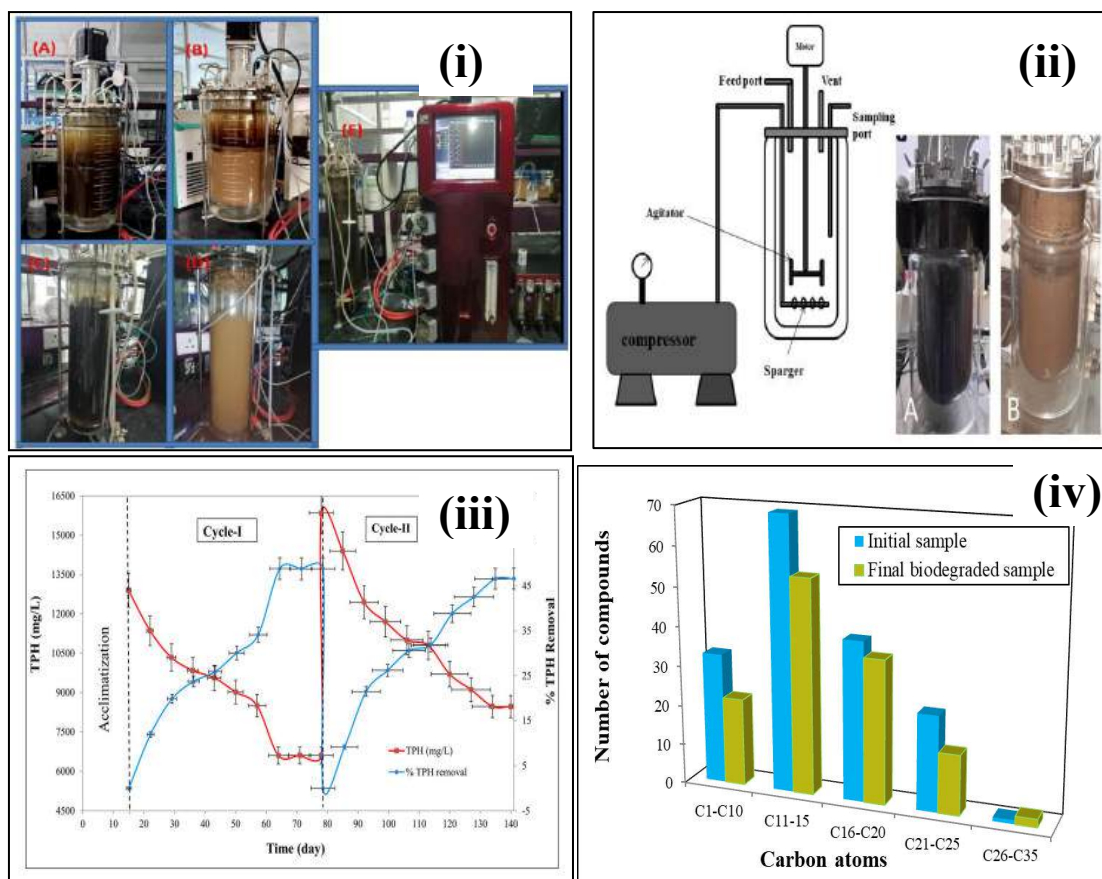 (i)
(A)
(B)
(C)
(D)
(E)
(ii)
Motor
Feed port
Vent
Sampling
port
Agitator
compressor
Sparger
A
B
(iii)
16500
15000
13500
12000
10500
9000
7500
6000
4500
TPH (mg/L)
Acclimatization
Cycle-I
Cycle-II
45
35
25
15
5
-5
% TPH Removal
TPH (mg/L)
% TPH removal
0 10 20 30 40 50 60 70 80 90 100 110 120 130 140
Time (day)
(iv)
70
60
50
40
30
20
10
0
Number of compounds
Initial sample
Final biodegraded sample
C1-C10
C11-15
C16-C20
C21-C25
C26-C35
Carbon atoms